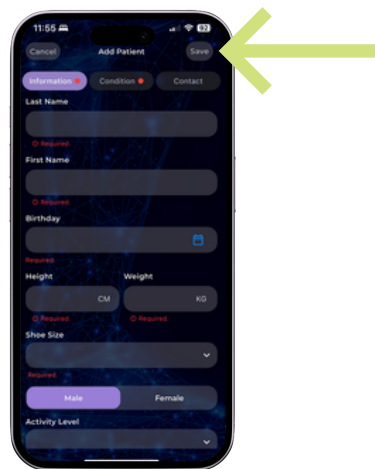 11:55 92
Cancel Add Patient Save
Information Condition Contact
Last Name
Required.
First Name
Required.
Birthday
Required.
Height Weight
CM KG
Required. Required.
Shoe Size
Required.
Male Female
Activity Level